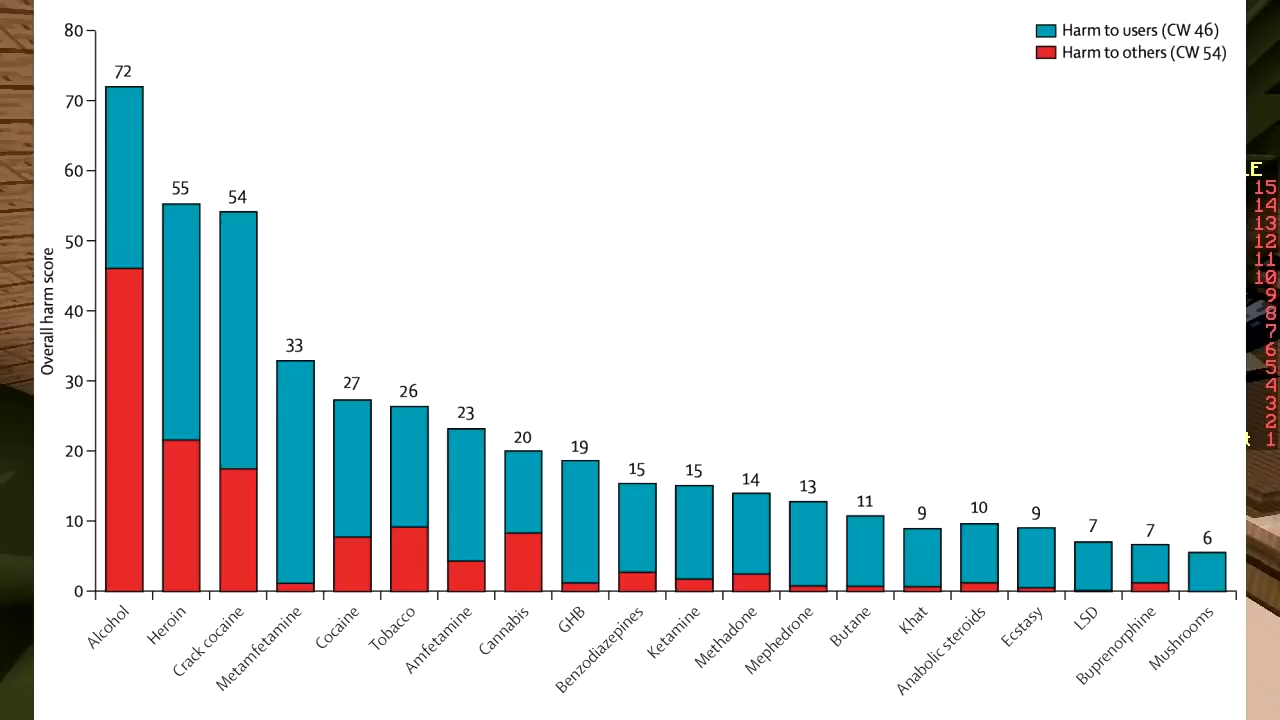 Harm to users (CW 46)
Harm to others (CW 54)
Overall harm score
80
70
60
50
40
30
20
10
0
72
55
54
33
27
26
23
20
19
15
15
14
13
11
9
10
9
7
7
6
Alcohol
Heroin
Crack cocaine
Metamfetamine
Cocaine
Tobacco
Amfetamine
Cannabis
GHB
Benzodiazepines
Ketamine
Methadone
Mephedrone
Butane
Khat
Anabolic steroids
Ecstasy
LSD
Buprenorphine
Mushrooms
15
14
13
12
11
10
9
8
7
6
5
4
3
2
1